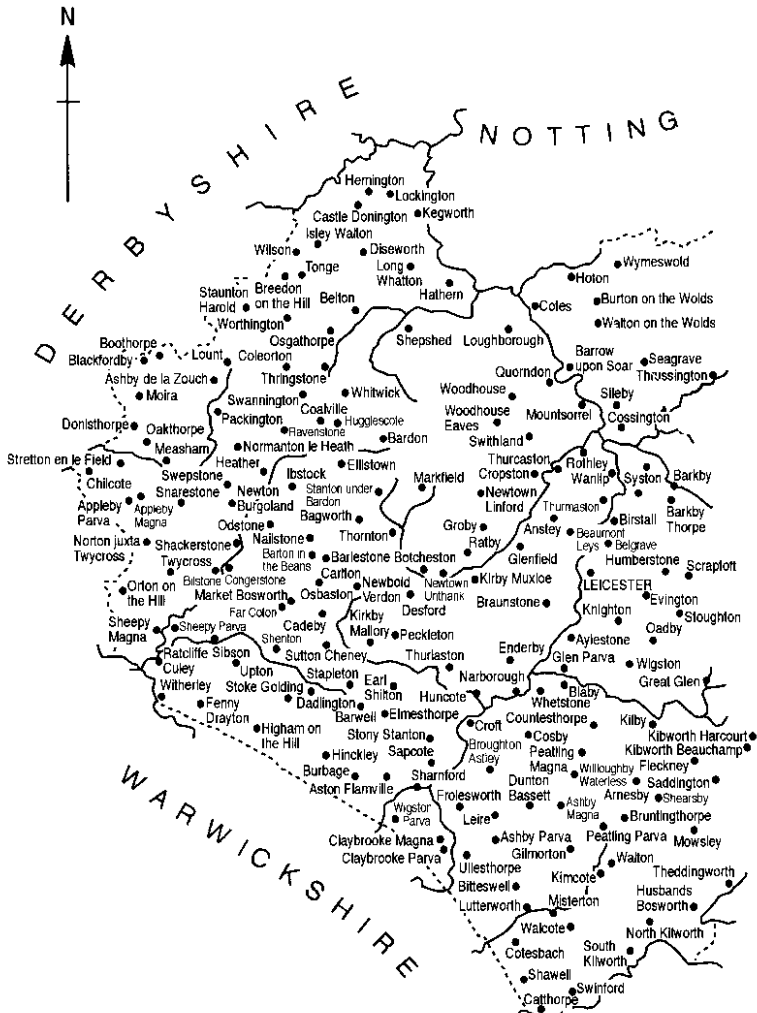 N
DERBYSHIRE
NOTTING
Hernington
Lockington
Castle Donington
Kegworth
Isley Walton
Wilson
Diseworth
Tonge
Long
Whatton
Wymeswold
Hoton
Breedon
on the Hill
Hathern
Staunton
Harold
Belton
Coles
Burton on the Wolds
Worthington
Walton on the Wolds
Osgathorpe
Shepshed
Loughborough
Boothorpe
Blackfordby
Lount
Coleorton
Barrow
upon Soar
Seagrave
Thrussington
Ashby de la Zouch
Thringstone
Quorndon
Moira
Swannington
Whitwick
Woodhouse
Sileby
Packington
Coalville
Hugglescote
Woodhouse
Eaves
Mountsorrel
Cossington
Donisthorpe
Oakthorpe
Ravenstone
Bardon
Swithland
Measham
Normanton le Heath
Stretton en le Field
Heather
Ellistown
Thurcaston
Rothley
Chilcote
Swepstone
Ibstock
Markfield
Cropston
Wanlip
Syston
Barkby
Snarestone
Newton
Burgoland
Stanton under
Bardon
Newtown
Linford
Appleby
Parva
Appleby
Magna
Bagworth
Thurmaston
Barkby
Thorpe
Odstone
Groby
Anstey
Birstall
Norton juxta
Twycross
Shackerstone
Nailstone
Thornton
Ratby
Beaumont
Leys
Belgrave
Twycross
Barton in
the Beans
Barlestone
Botcheston
Glenfield
Humberstone
Scraptoft
Bilstone
Congerstone
Carlton
Newbold
Verdon
Newtown
Unthank
Kirby Muxloe
LEICESTER
Orton on
the Hill
Market Bosworth
Osbaston
Desford
Braunstone
Evington
Far Colon
Kirkby
Mallory
Knighton
Sloughton
Sheepy
Magna
Sheepy Parva
Cadeby
Peckleton
Aylestone
Oadby
Shenton
Ratcliffe
Culey
Sibson
Sutton Cheney
Thurlaston
Enderby
Glen Parva
Wigston
Upton
Stapleton
Earl
Shilton
Narborough
Great Glen
Witherley
Stoke Golding
Huncote
Blaby
Fenny
Drayton
Dadlington
Whetstone
Barwell
Elmesthorpe
Croft
Countesthorpe
Kilby
Higham on
the Hill
Stony Stanton
Cosby
Kibworth Harcourt
Broughton
Astley
Peatling
Magna
Kibworth Beauchamp
Hinckley
Sapcote
Willoughby
Waterless
Fleckney
Burbage
Saddington
Aston Flamville
Sharnford
Dunton
Bassett
Arnesby
Shearsby
Frolesworth
Ashby
Magna
Wigston
Parva
Leire
Bruntingthorpe
Peatling Parva
Mowsley
Claybrooke Magna
Ashby Parva
Claybrooke Parva
Gilmorton
Walton
Ullesthorpe
Kimcote
Theddingworth
Bitteswell
Husbands
Bosworth
Lutterworth
Misterton
Walcote
North Kilworth
Cotesbach
South
Kilworth
Shawell
Swinford
Catthorpe
WARWICKSHIRE